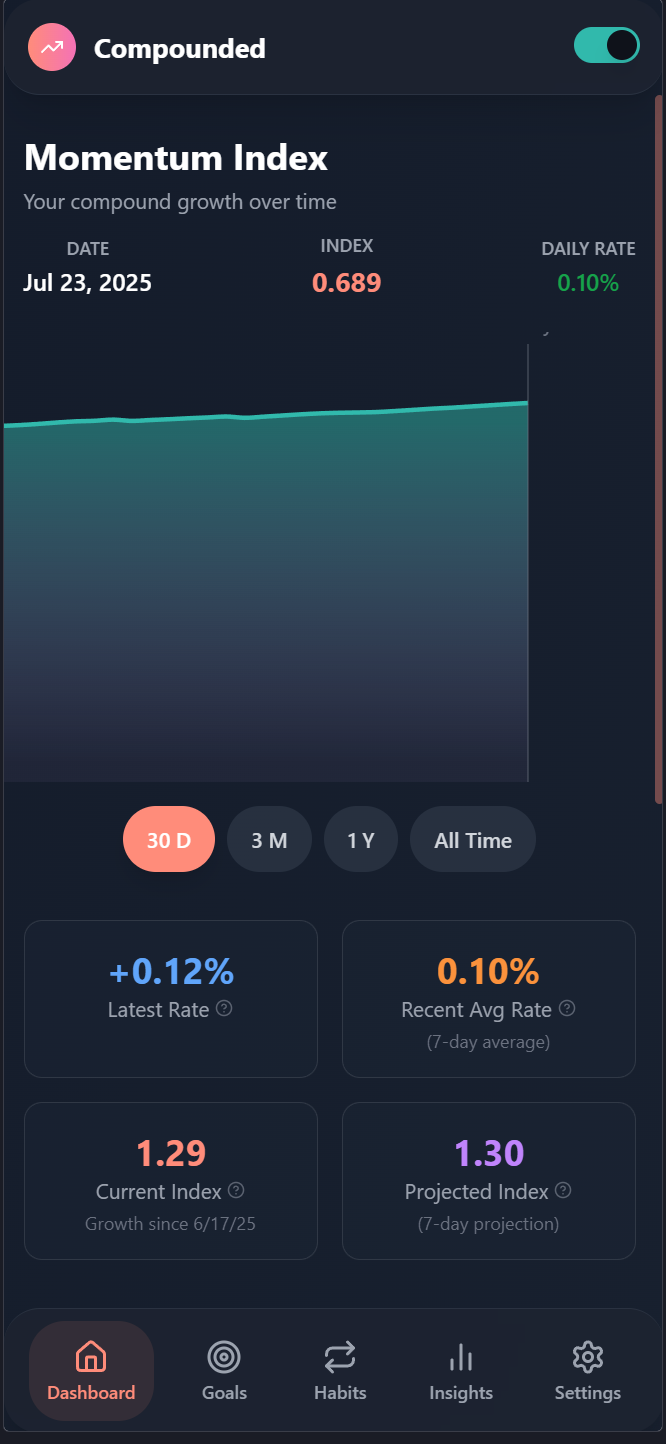 Compounded
Momentum Index
Your compound growth over time
DATE
INDEX
DAILY RATE
Jul 23, 2025
0.689
0.10%
30 D
3 M
1 Y
All Time
+0.12%
Latest Rate
0.10%
Recent Avg Rate
(7-day average)
1.29
Current Index
Growth since 6/17/25
1.30
Projected Index
(7-day projection)
Dashboard
Goals
Habits
Insights
Settings